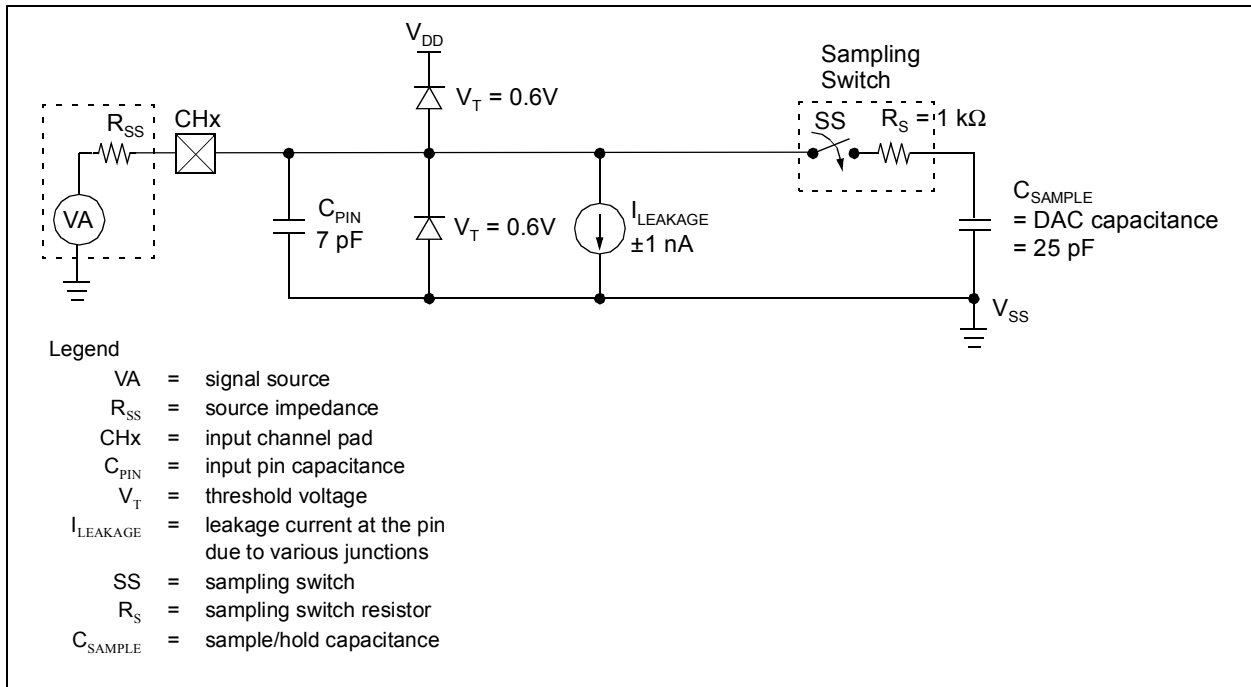 V_DD
Sampling
Switch
R_SS
CHx
V_T = 0.6V
SS
R_S = 1 kΩ
VA
C_PIN
7 pF
V_T = 0.6V
I_LEAKAGE
±1 nA
C_SAMPLE
= DAC capacitance
= 25 pF
V_SS
Legend
VA = signal source
R_SS = source impedance
CHx = input channel pad
C_PIN = input pin capacitance
V_T = threshold voltage
I_LEAKAGE = leakage current at the pin
due to various junctions
SS = sampling switch
R_S = sampling switch resistor
C_SAMPLE = sample/hold capacitance